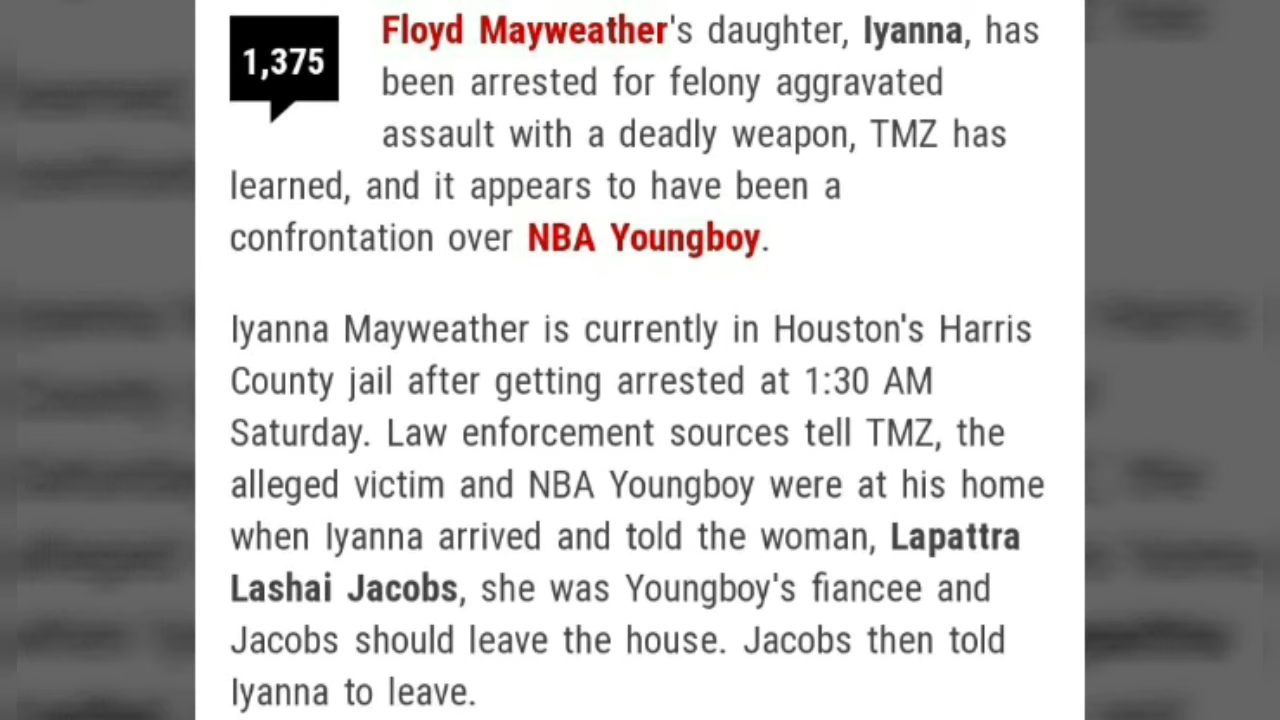 1,375
Floyd Mayweather's daughter, Iyanna, has
been arrested for felony aggravated
assault with a deadly weapon, TMZ has
learned, and it appears to have been a
confrontation over NBA Youngboy.
Iyanna Mayweather is currently in Houston's Harris
County jail after getting arrested at 1:30 AM
Saturday. Law enforcement sources tell TMZ, the
alleged victim and NBA Youngboy were at his home
when Iyanna arrived and told the woman, Lapattra
Lashai Jacobs, she was Youngboy's fiancee and
Jacobs should leave the house. Jacobs then told
Iyanna to leave.